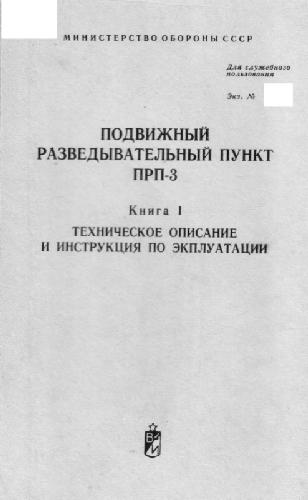 МИНИСТЕРСТВО ОБОРОНЫ СССР
Для служебного
пользования
Экз. №
ПОДВИЖНЫЙ
РАЗВЕДЫВАТЕЛЬНЫЙ ПУНКТ
ПРП-3
Книга I
ТЕХНИЧЕСКОЕ ОПИСАНИЕ
И ИНСТРУКЦИЯ ПО ЭКПЛУАТАЦИИ
ВИ